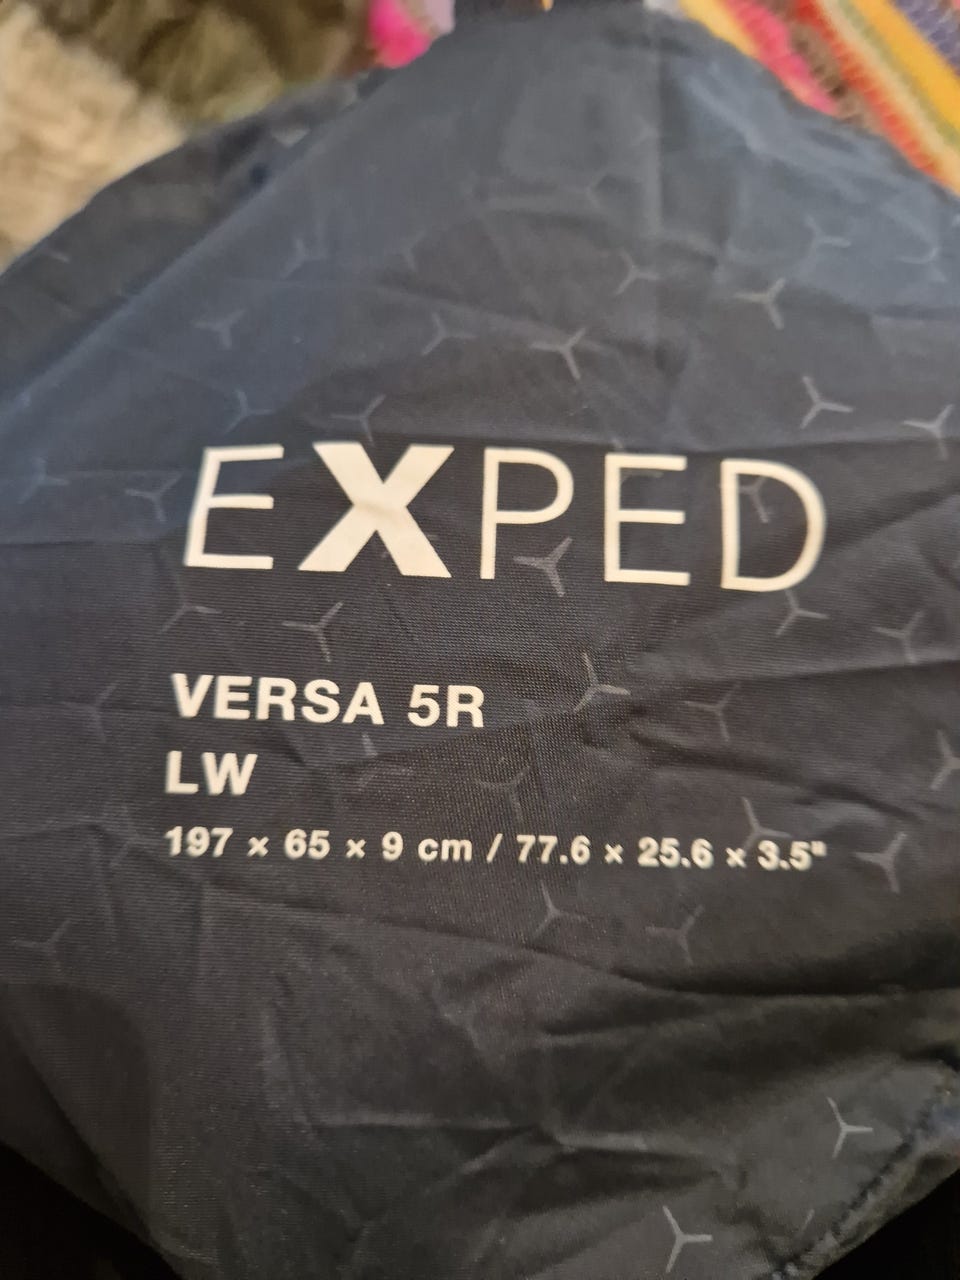 EXPED
VERSA 5R
LW
197 × 65 × 9 cm / 77.6 × 25.6 × 3.5"